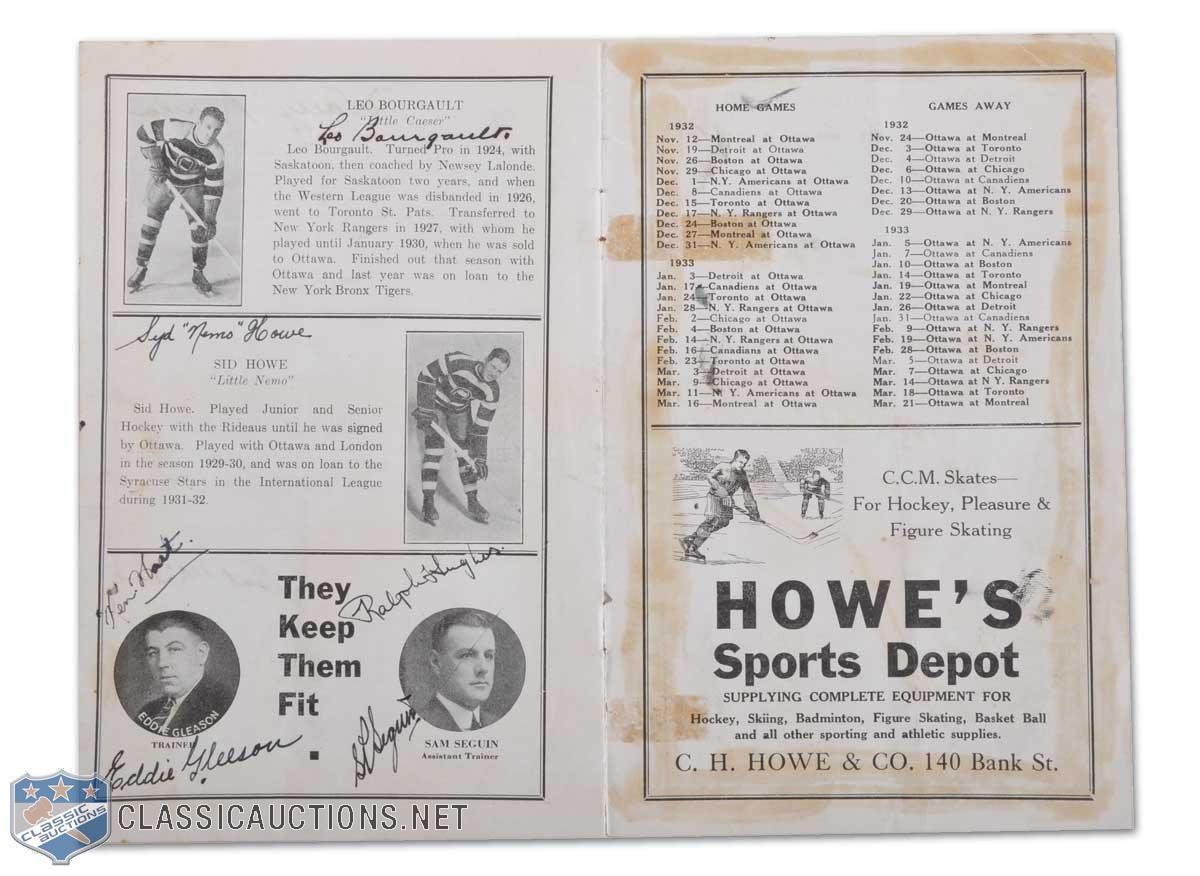 LEO BOURGAULT
"Little Caeser"
Leo Bourgault.
Leo Bourgault. Turned Pro in 1924, with
Saskatoon, then coached by Newsey Lalonde.
Played for Saskatoon two years, and when
the Western League was disbanded in 1926,
went to Toronto St. Pats. Transferred to
New York Rangers in 1927, with whom he
played until January 1930, when he was sold
to Ottawa. Finished out that season with
Ottawa and last year was on loan to the
New York Bronx Tigers.
Syd "Nemo" Howe
SID HOWE
"Little Nemo"
Sid Howe. Played Junior and Senior
Hockey with the Rideaus until he was signed
by Ottawa. Played with Ottawa and London
in the season 1929-30, and was on loan to the
Syracuse Stars in the International League
during 1931-32.
Ralph Hughes.
They
Keep
Them
Fit
EDDIE GLEASON
TRAINER
Eddie Gleeson
SAM SEGUIN
Assistant Trainer
S Seguin
HOME GAMES
1932
Nov. 12—Montreal at Ottawa
Nov. 19—Detroit at Ottawa
Nov. 26—Boston at Ottawa
Nov. 29—Chicago at Ottawa
Dec. 1—N.Y. Americans at Ottawa
Dec. 8—Canadiens at Ottawa
Dec. 15—Toronto at Ottawa
Dec. 17—N. Y. Rangers at Ottawa
Dec. 24—Boston at Ottawa
Dec. 27—Montreal at Ottawa
Dec. 31—N. Y. Americans at Ottawa
1933
Jan. 3—Detroit at Ottawa
Jan. 17—Canadiens at Ottawa
Jan. 24—Toronto at Ottawa
Jan. 28—N. Y. Rangers at Ottawa
Feb. 2—Chicago at Ottawa
Feb. 4—Boston at Ottawa
Feb. 14—N. Y. Rangers at Ottawa
Feb. 16—Canadians at Ottawa
Feb. 23—Toronto at Ottawa
Mar. 3—Detroit at Ottawa
Mar. 9—Chicago at Ottawa
Mar. 11—N. Y. Americans at Ottawa
Mar. 16—Montreal at Ottawa
GAMES AWAY
1932
Nov. 24—Ottawa at Montreal
Dec. 3—Ottawa at Toronto
Dec. 4—Ottawa at Detroit
Dec. 6—Ottawa at Chicago
Dec. 10—Ottawa at Canadiens
Dec. 13—Ottawa at N. Y. Americans
Dec. 20—Ottawa at Boston
Dec. 29—Ottawa at N. Y. Rangers
1933
Jan. 5—Ottawa at N. Y. Americans
Jan. 7—Ottawa at Canadiens
Jan. 10—Ottawa at Boston
Jan. 14—Ottawa at Toronto
Jan. 19—Ottawa at Montreal
Jan. 22—Ottawa at Chicago
Jan. 26—Ottawa at Detroit
Jan. 31—Ottawa at Canadiens
Feb. 9—Ottawa at N. Y. Rangers
Feb. 19—Ottawa at N. Y. Americans
Feb. 28—Ottawa at Boston
Mar. 5—Ottawa at Detroit
Mar. 7—Ottawa at Chicago
Mar. 14—Ottawa at N Y. Rangers
Mar. 18—Ottawa at Toronto
Mar. 21—Ottawa at Montreal
C.C.M. Skates—
For Hockey, Pleasure &
Figure Skating
HOWE'S
Sports Depot
SUPPLYING COMPLETE EQUIPMENT FOR
Hockey, Skiing, Badminton, Figure Skating, Basket Ball
and all other sporting and athletic supplies.
C. H. HOWE & CO. 140 Bank St.
CLASSIC
AUCTIONS
CLASSICAUCTIONS.NET